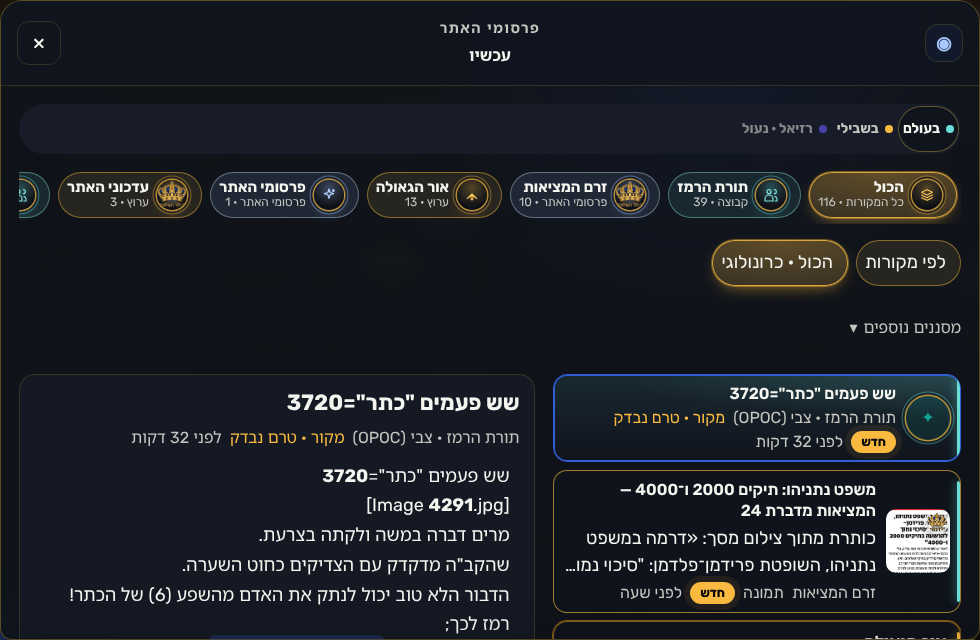 פרסומי האתר
עכשיו
בעולם
בשבילי
רזיאל • נעול
הכול
כל המקורות • 116
תורת הרמז
קבוצה • 39
זרם המציאות
פרסומי האתר • 10
אור הגאולה
ערוץ • 13
פרסומי האתר
פרסומי האתר • 1
עדכוני האתר
ערוץ • 3
לפי מקורות
הכול • כרונולוגי
מסננים נוספים ▾
שש פעמים "כתר"=3720
תורת הרמז • צבי (OPOC) מקור • טרם נבדק
חדש לפני 32 דקות
משפט נתניהו: תיקים 2000 ו־4000 —
המציאות מדברת 24
כותרת מתוך צילום מסך: «דרמה במשפט
נתניהו, השופטת פרידמן־פלדמן: "סיכוי נמו...
זרם המציאות תמונה חדש לפני שעה
שש פעמים "כתר"=3720
תורת הרמז • צבי (OPOC) מקור • טרם נבדק לפני 32 דקות
שש פעמים "כתר"=3720
[Image 4291.jpg]
מרים דברה במשה ולקתה בצרעת.
שהקב"ה מדקדק עם הצדיקים כחוט השערה.
הדבור הלא טוב יכול לנתק את האדם מהשפע (6) של הכתר!
רמז לכך;